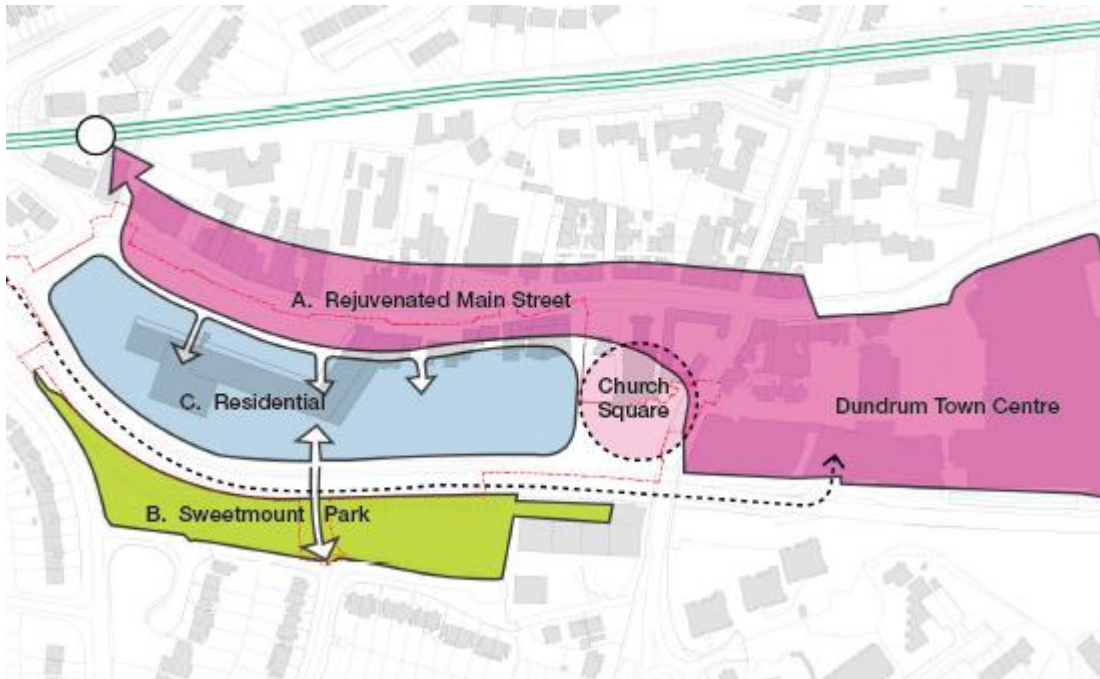 A. Rejuvenated Main Street
Church
Square
C. Residential
Dundrum Town Centre
B. Sweetmount Park